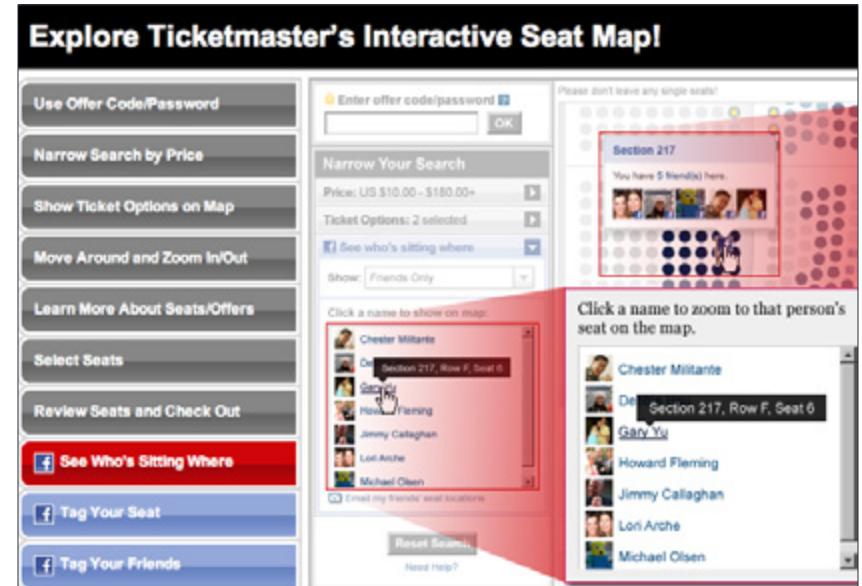 Explore Ticketmaster's Interactive Seat Map!
Use Offer Code/Password
Narrow Search by Price
Show Ticket Options on Map
Move Around and Zoom In/Out
Learn More About Seats/Offers
Select Seats
Review Seats and Check Out
See Who's Sitting Where
Tag Your Seat
Tag Your Friends
Enter offer code/password ?
OK
Narrow Your Search
Price: US $10.00 - $180.00+
Ticket Options: 2 selected
See who's sitting where
Show: Friends Only
Click a name to show on map:
Chester Militante
De
Section 217, Row F, Seat 6
Gary Yu
Howard Fleming
Jimmy Callaghan
Lori Arche
Michael Olsen
Email my friends' seat locations
Reset Search
Need Help?
Please don't leave any single seats!
Section 217
You have 5 friend(s) here.
Click a name to zoom to that person's
seat on the map.
Chester Militante
De
Section 217, Row F, Seat 6
Gary Yu
Howard Fleming
Jimmy Callaghan
Lori Arche
Michael Olsen